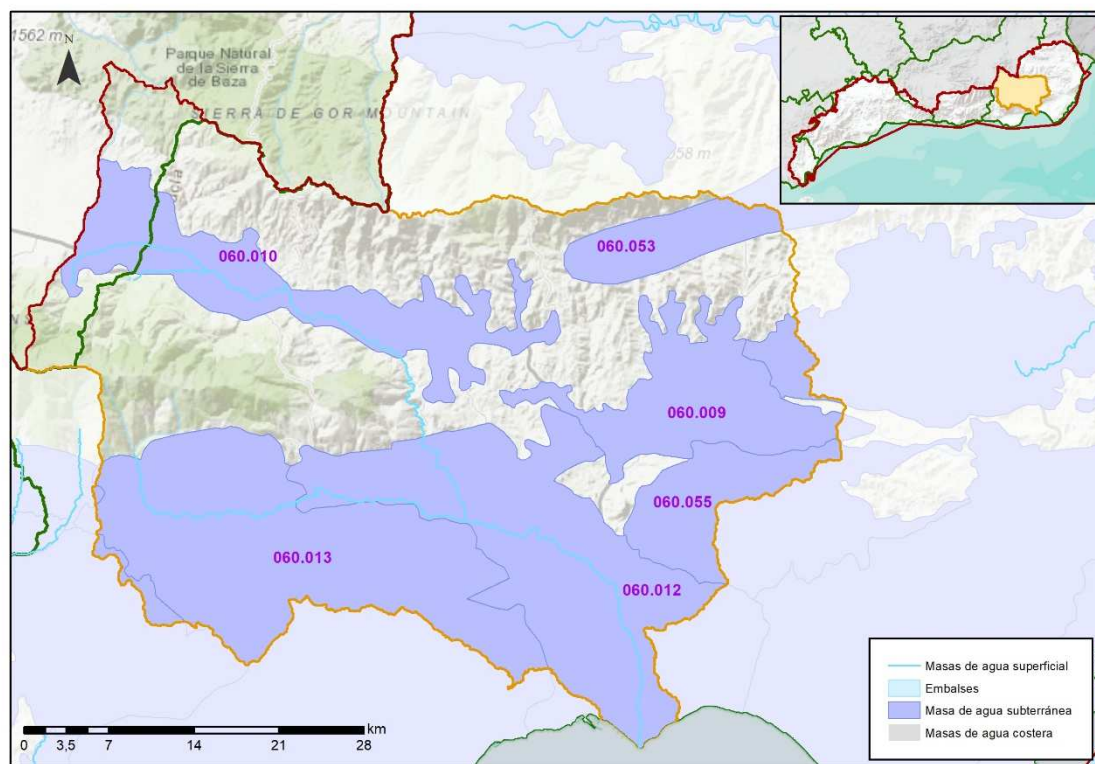 1562 m
N
Parque Natural
de la Sierra
de Baza
SIERRA DE GOR MOUNTAIN
060.053
060.010
060.009
060.055
060.013
060.012
km
0 3,5 7 14 21 28
Masas de agua superficial
Embalses
Masa de agua subterránea
Masas de agua costera